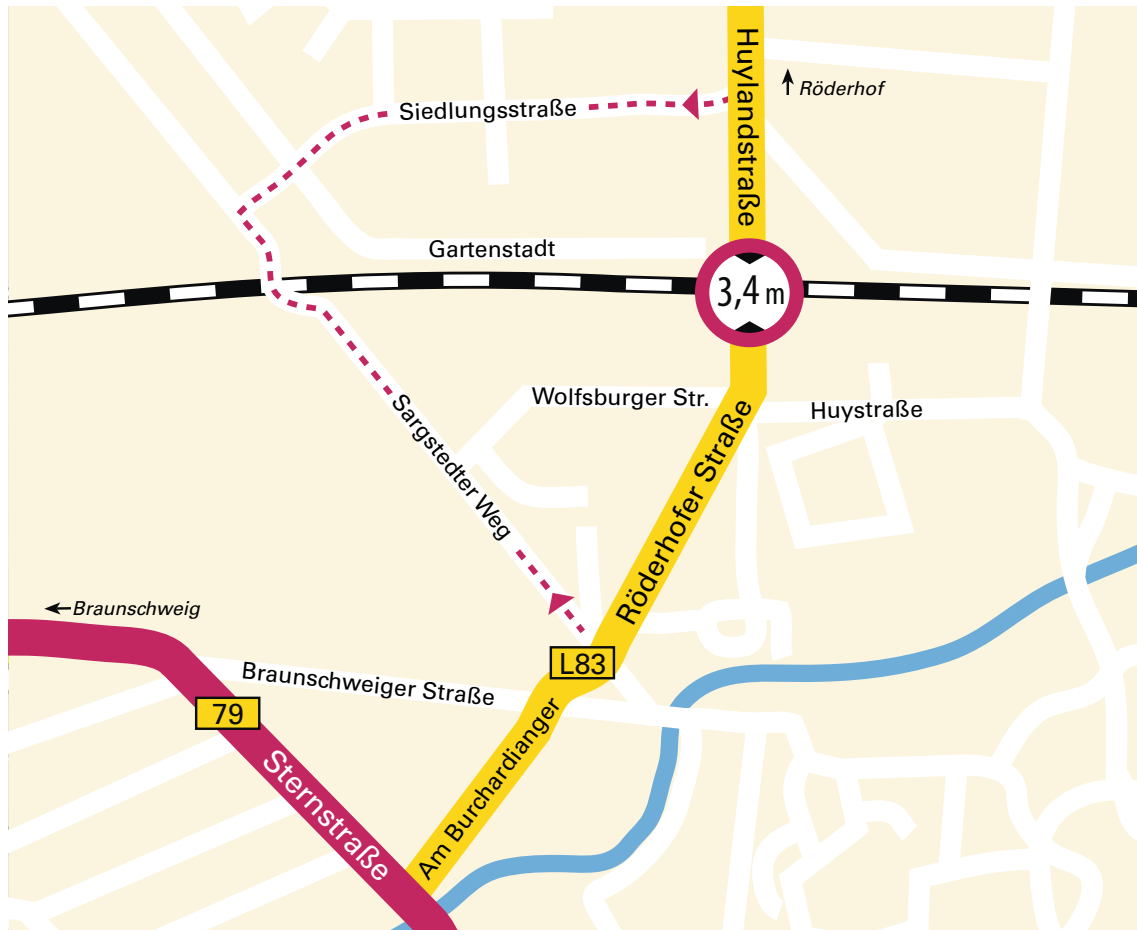 Huylandstraße
Röderhof
Siedlungsstraße
Gartenstadt
3,4 m
Wolfsburger Str.
Huystraße
Sargstedter Weg
Röderhofer Straße
Braunschweig
L83
Braunschweiger Straße
79
Sternstraße
Am Burchardianger